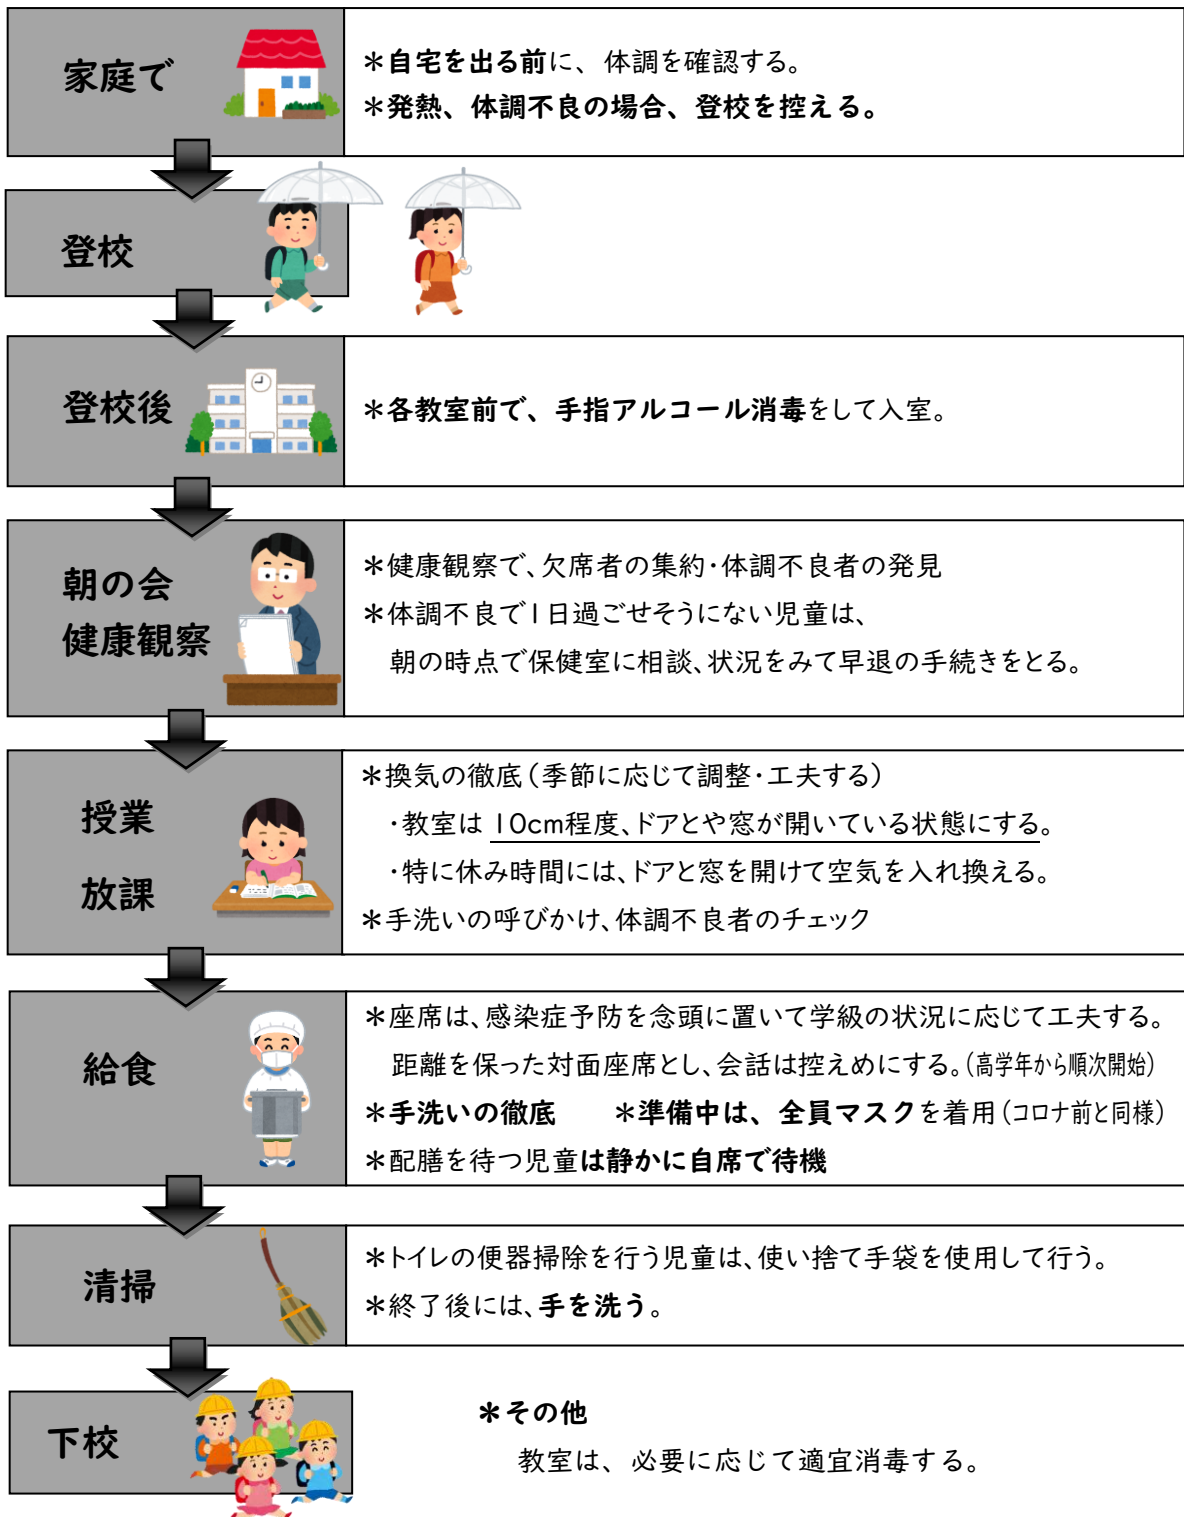 家庭で
＊自宅を出る前に、体調を確認する。
＊発熱、体調不良の場合、登校を控える。
登校
登校後
＊各教室前で、手指アルコール消毒をして入室。
朝の会
健康観察
＊健康観察で、欠席者の集約・体調不良者の発見
＊体調不良で1日過ごせそうにない児童は、
朝の時点で保健室に相談、状況をみて早退の手続きをとる。
授業
放課
＊換気の徹底（季節に応じて調整・工夫する）
・教室は 10cm程度、ドアとや窓が開いている状態にする。
・特に休み時間には、ドアと窓を開けて空気を入れ換える。
＊手洗いの呼びかけ、体調不良者のチェック
給食
＊座席は、感染症予防を念頭に置いて学級の状況に応じて工夫する。
距離を保った対面座席とし、会話は控えめにする。（高学年から順次開始）
＊手洗いの徹底　　＊準備中は、全員マスクを着用（コロナ前と同様）
＊配膳を待つ児童は静かに自席で待機
清掃
＊トイレの便器掃除を行う児童は、使い捨て手袋を使用して行う。
＊終了後には、手を洗う。
下校
＊その他
教室は、必要に応じて適宜消毒する。